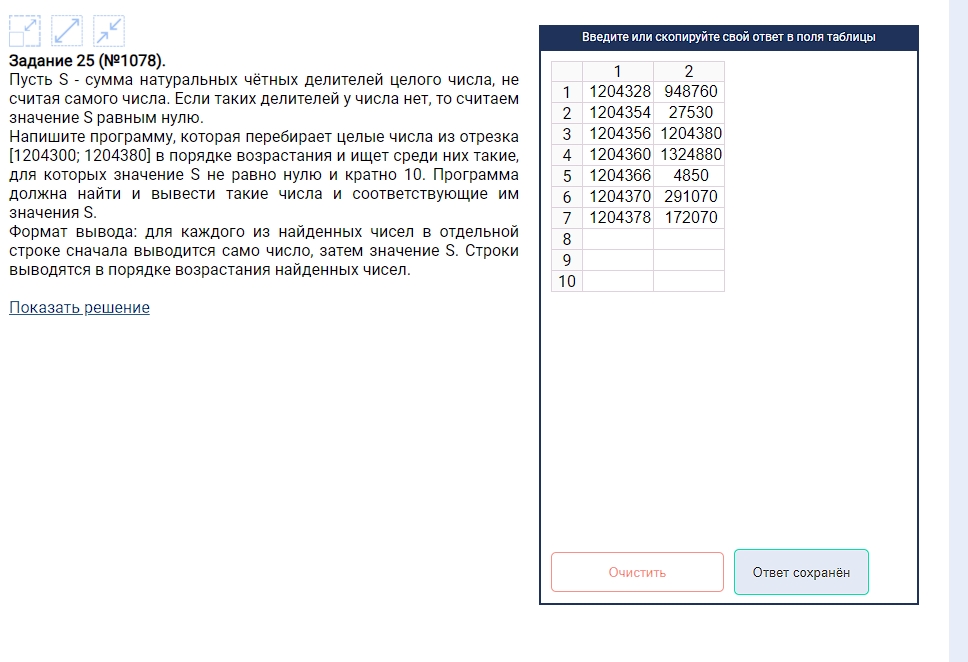 Задание 25 (№1078).
Пусть S - сумма натуральных чётных делителей целого числа, не
считая самого числа. Если таких делителей у числа нет, то считаем
значение S равным нулю.
Напишите программу, которая перебирает целые числа из отрезка
[1204300; 1204380] в порядке возрастания и ищет среди них такие,
для которых значение S не равно нулю и кратно 10. Программа
должна найти и вывести такие числа и соответствующие им
значения S.
Формат вывода: для каждого из найденных чисел в отдельной
строке сначала выводится само число, затем значение S. Строки
выводятся в порядке возрастания найденных чисел.
Показать решение
Введите или скопируйте свой ответ в поля таблицы
1 2
1 1204328 948760
2 1204354 27530
3 1204356 1204380
4 1204360 1324880
5 1204366 4850
6 1204370 291070
7 1204378 172070
8
9
10
Очистить Ответ сохранён